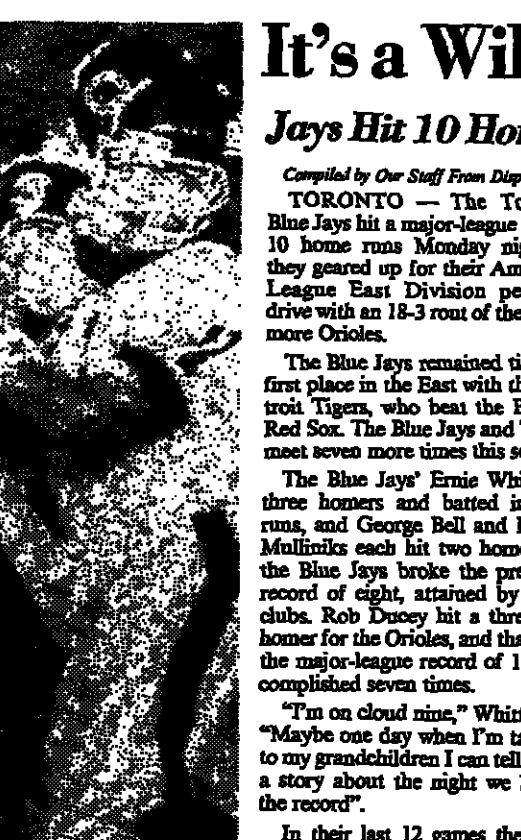 It's a Wil
Jays Hit 10 Ho
Compiled by Our Staff From Disp
TORONTO — The To
Blue Jays hit a major-league
10 home runs Monday nig
they geared up for their Am
League East Division pe
drive with an 18-3 rout of the
more Orioles.
The Blue Jays remained ti
first place in the East with th
troit Tigers, who beat the B
Red Sox. The Blue Jays and T
meet seven more times this s
The Blue Jays' Ernie Whi
three homers and batted i
runs, and George Bell and
Mulliniks each hit two hom
the Blue Jays broke the pre
record of eight, attained by
clubs. Rob Ducey hit a thre
homer for the Orioles, and tha
the major-league record of 1
complished seven times.
"I'm on cloud nine," Whit
"Maybe one day when I'm ta
to my grandchildren I can tell
a story about the night we
the record".
In their last 12 games the